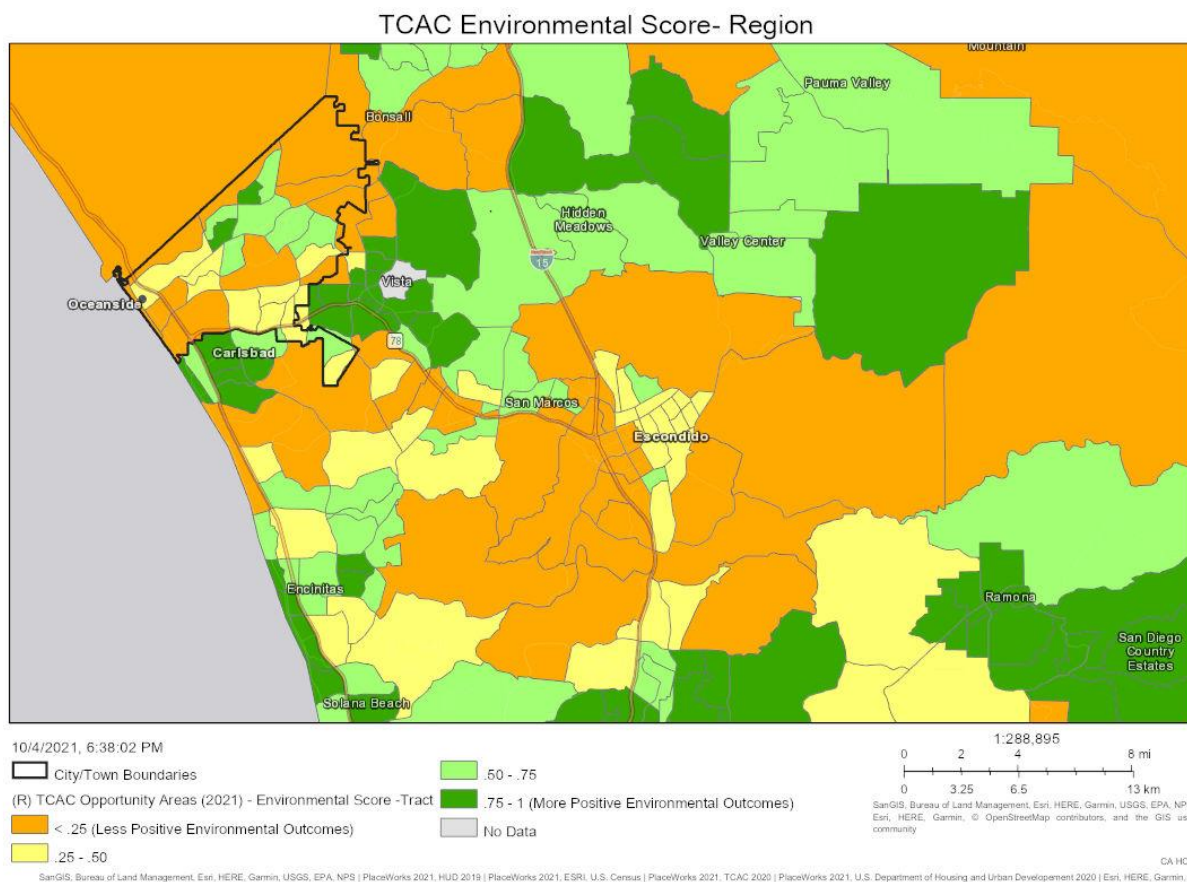 TCAC Environmental Score- Region
Mountain
Pauma Valley
Bonsall
Hidden
Meadows
Valley Center
15
Vista
Oceanside
78
Carlsbad
San Marcos
Escondido
Encinitas
Ramona
San Diego
Country
Estates
Solana Beach
10/4/2021, 6:38:02 PM
City/Town Boundaries
(R) TCAC Opportunity Areas (2021) - Environmental Score -Tract
< .25 (Less Positive Environmental Outcomes)
.25 - .50
.50 - .75
.75 - 1 (More Positive Environmental Outcomes)
No Data
1:288,895
0 2 4 8 mi
0 3.25 6.5 13 km
SanGIS, Bureau of Land Management, Esri, HERE, Garmin, USGS, EPA, NP
Esri, HERE, Garmin, © OpenStreetMap contributors, and the GIS us
community
CA HC
SanGIS, Bureau of Land Management, Esri, HERE, Garmin, USGS, EPA, NPS | PlaceWorks 2021, HUD 2019 | PlaceWorks 2021, ESRI, U.S. Census | PlaceWorks 2021, TCAC 2020 | PlaceWorks 2021, U.S. Department of Housing and Urban Developement 2020 | Esri, HERE, Garmin,